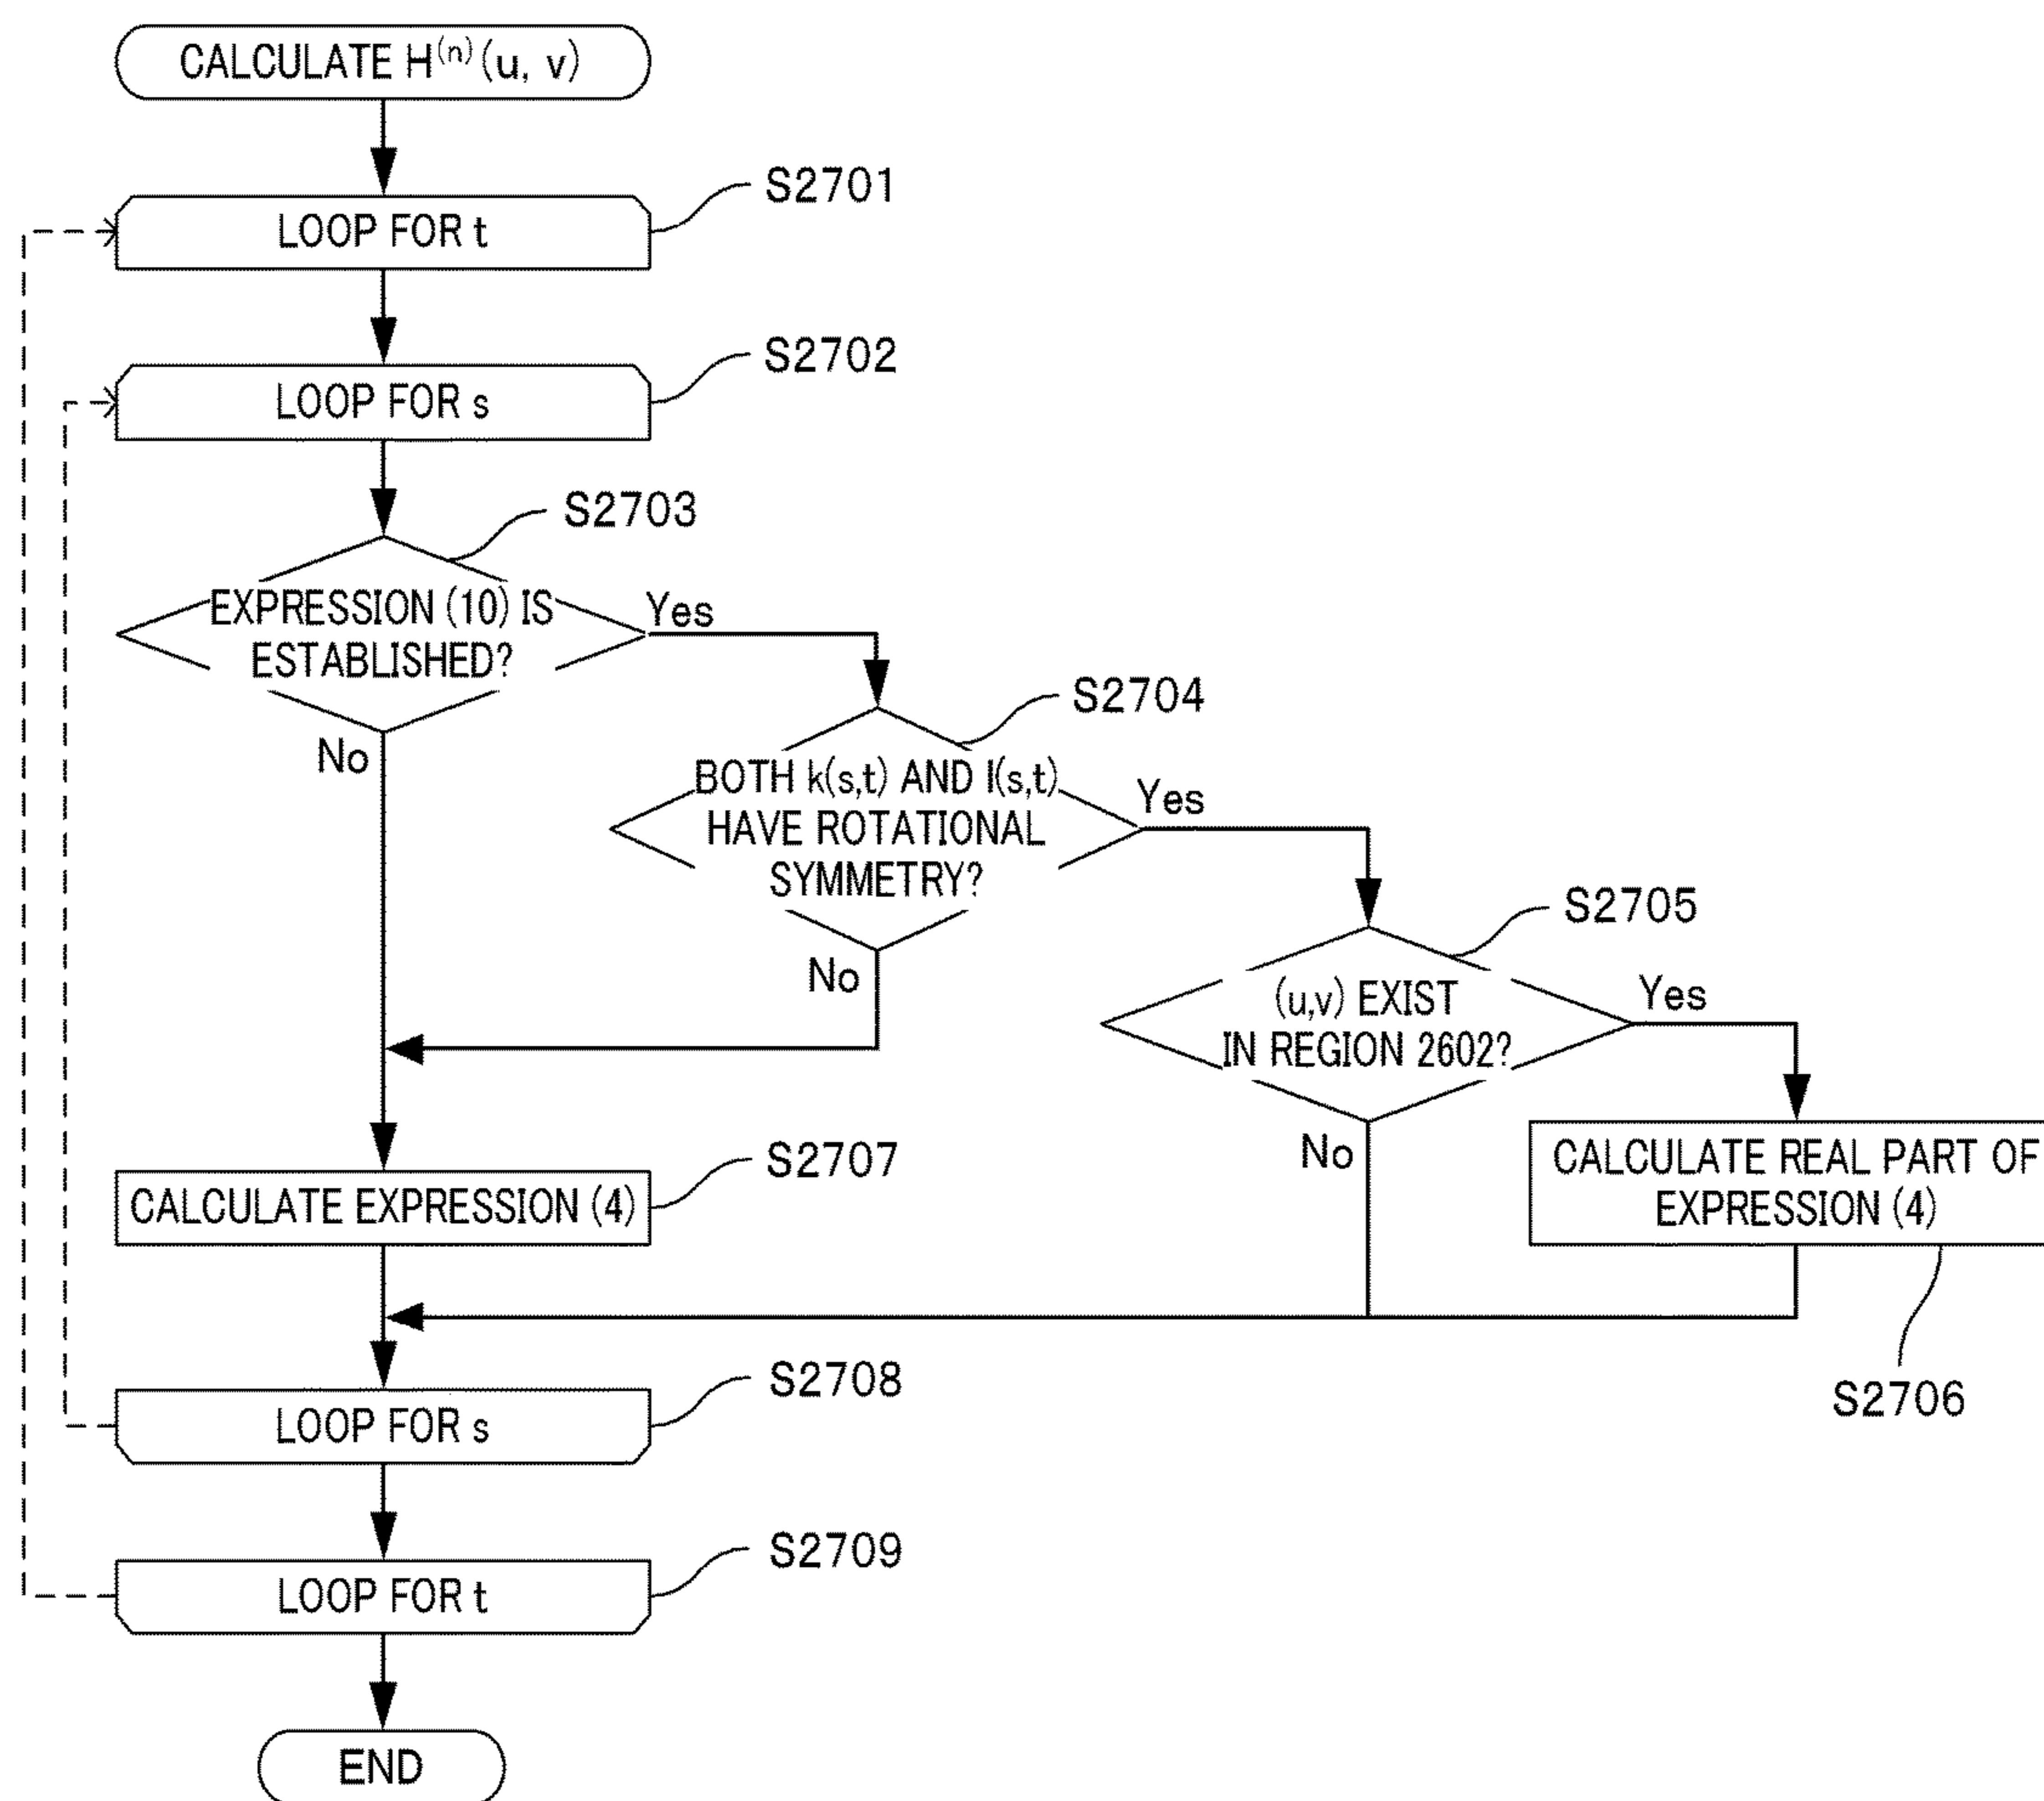 CALCULATE H⁽ⁿ⁾(u, v)
S2701
LOOP FOR t
S2702
LOOP FOR s
S2703
EXPRESSION (10) IS
ESTABLISHED?
Yes
No
S2704
BOTH k(s,t) AND l(s,t)
HAVE ROTATIONAL
SYMMETRY?
Yes
No
S2705
(u,v) EXIST
IN REGION 2602?
Yes
No
CALCULATE REAL PART OF
EXPRESSION (4)
S2706
S2707
CALCULATE EXPRESSION (4)
S2708
LOOP FOR s
S2709
LOOP FOR t
END